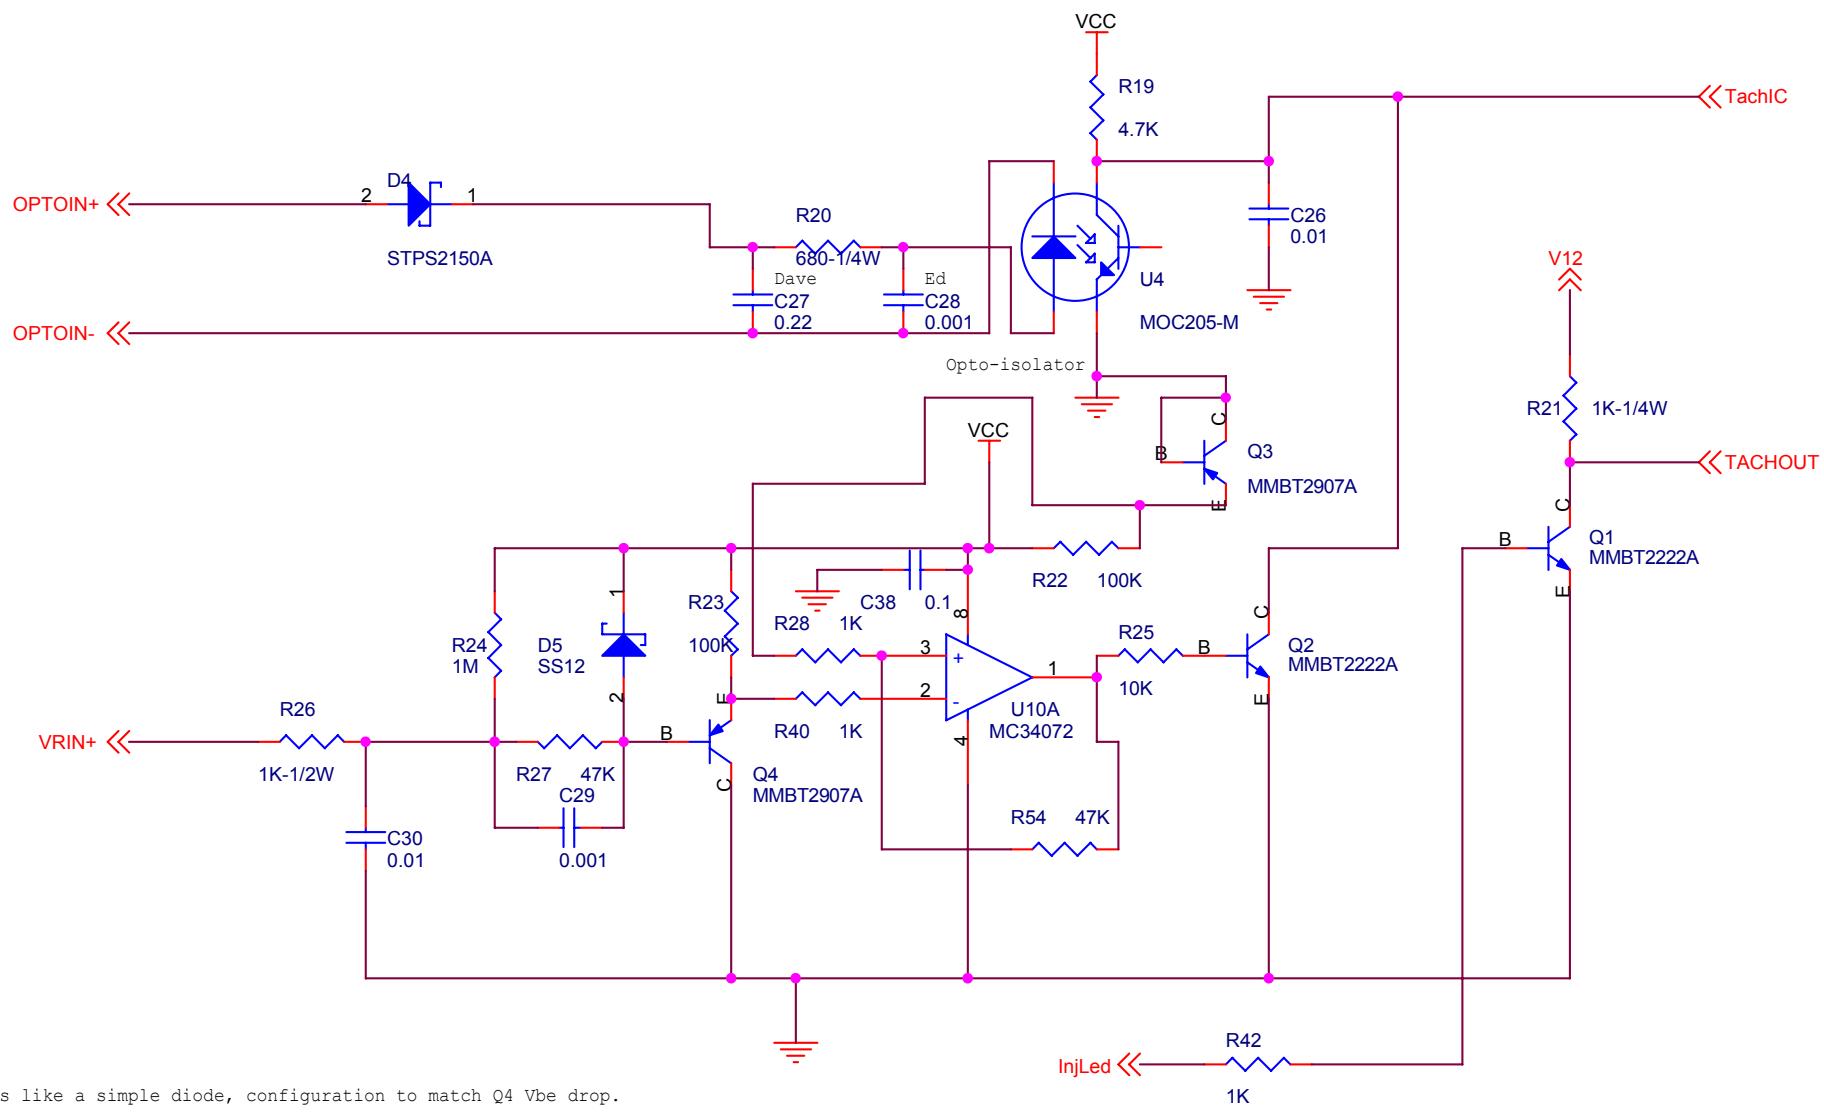 VCC
R19
4.7K
TachIC
D4
2
1
OPTOIN+
STPS2150A
R20
680-1/4W
C26
0.01
Dave
C27
0.22
Ed
C28
0.001
U4
MOC205-M
V12
OPTOIN-
Opto-isolator
R21
1K-1/4W
VCC
C
B
Q3
MMBT2907A
E
TACHOUT
C
B
Q1
MMBT2222A
E
R22
100K
C38
0.1
1
8
R23
100K
R28
1K
R24
1M
D5
SS12
3
+
1
2
-
R25
10K
C
B
Q2
MMBT2222A
E
2
E
R26
1K-1/2W
VRIN+
R27
47K
B
R40
1K
U10A
MC34072
4
Q4
MMBT2907A
C
C29
0.001
C30
0.01
R54
47K
R42
1K
InjLed
s like a simple diode, configuration to match Q4 Vbe drop.